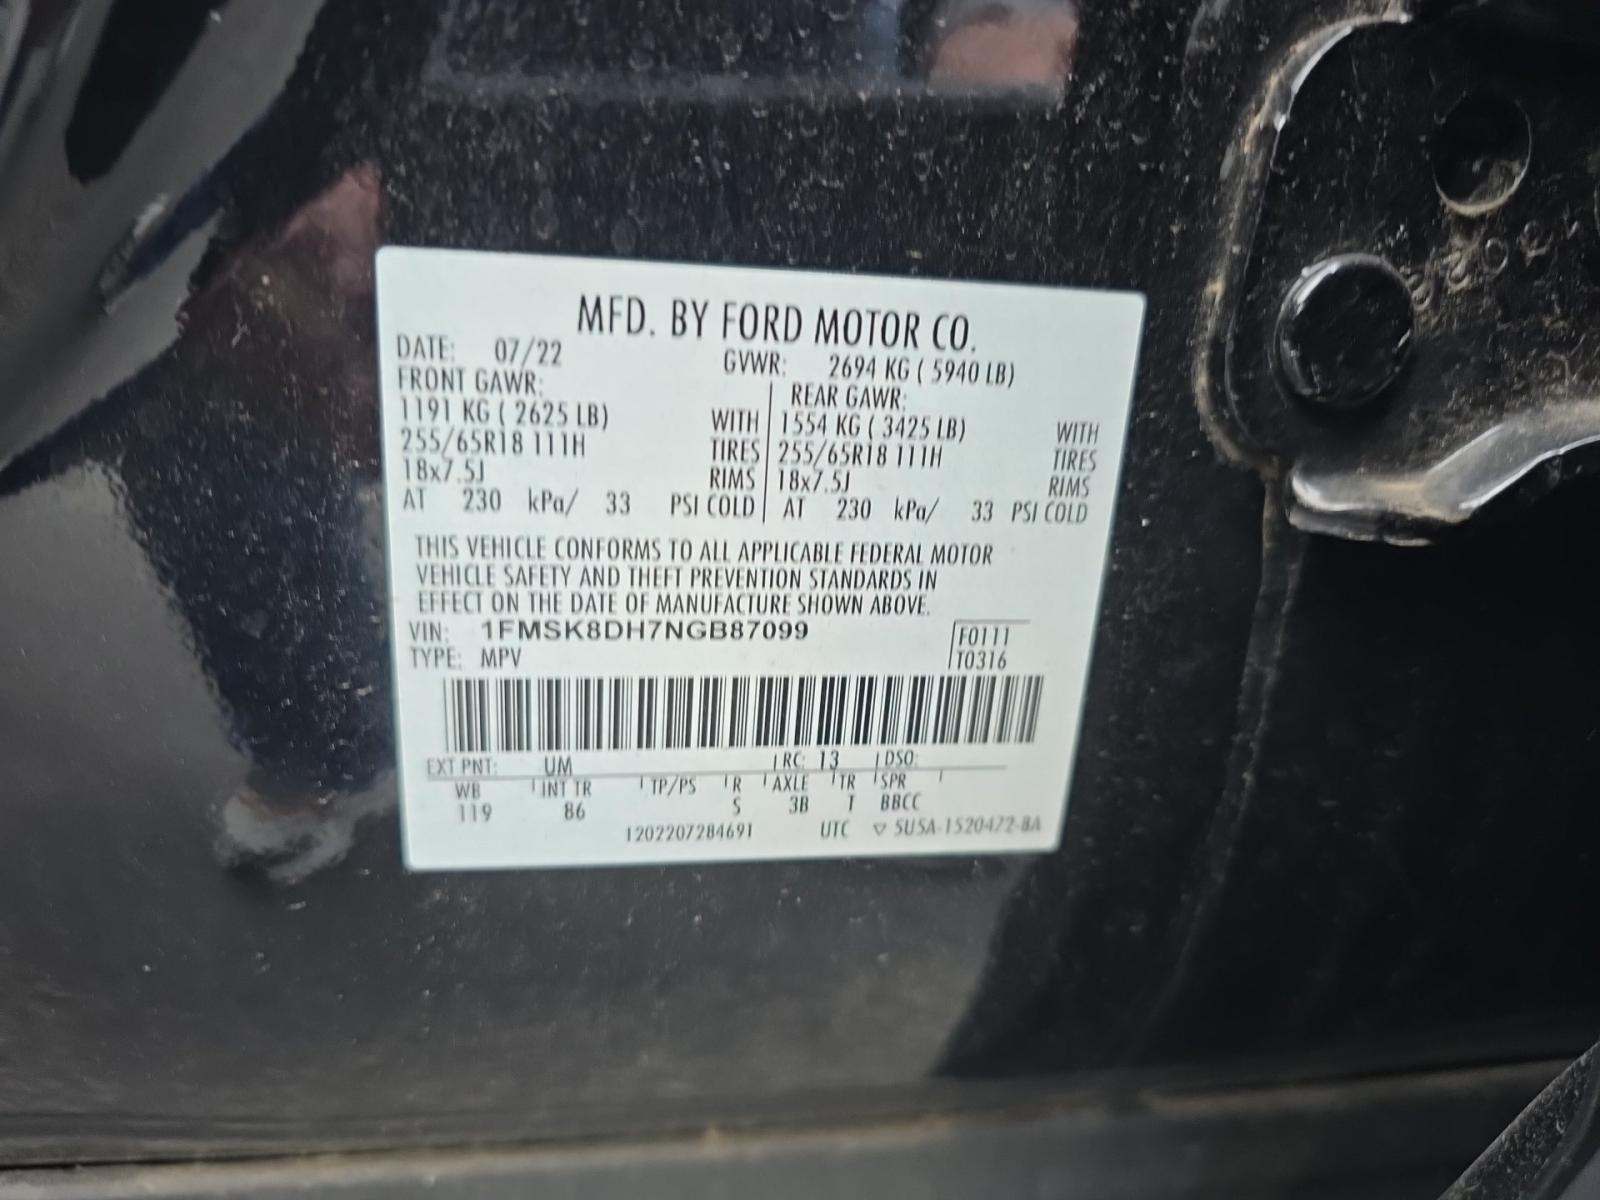 MFD. BY FORD MOTOR CO.
DATE: 07/22 GVWR: 2694 KG ( 5940 LB)
FRONT GAWR: REAR GAWR:
1191 KG ( 2625 LB) WITH 1554 KG ( 3425 LB) WITH
255/65R18 111H TIRES 255/65R18 111H TIRES
18x7.5J RIMS 18x7.5J RIMS
AT 230 kPa/ 33 PSI COLD AT 230 kPa/ 33 PSI COLD
THIS VEHICLE CONFORMS TO ALL APPLICABLE FEDERAL MOTOR
VEHICLE SAFETY AND THEFT PREVENTION STANDARDS IN
EFFECT ON THE DATE OF MANUFACTURE SHOWN ABOVE.
VIN: 1FMSK8DH7NGB87099 F0111
TYPE: MPV T0316
EXT PNT: UM RC: 13 DSO:
WB INT TR TP/PS R AXLE TR SPR
119 86 S 3B T BBCC
1202207284691 UTC ▽ 5USA-1520472-BA